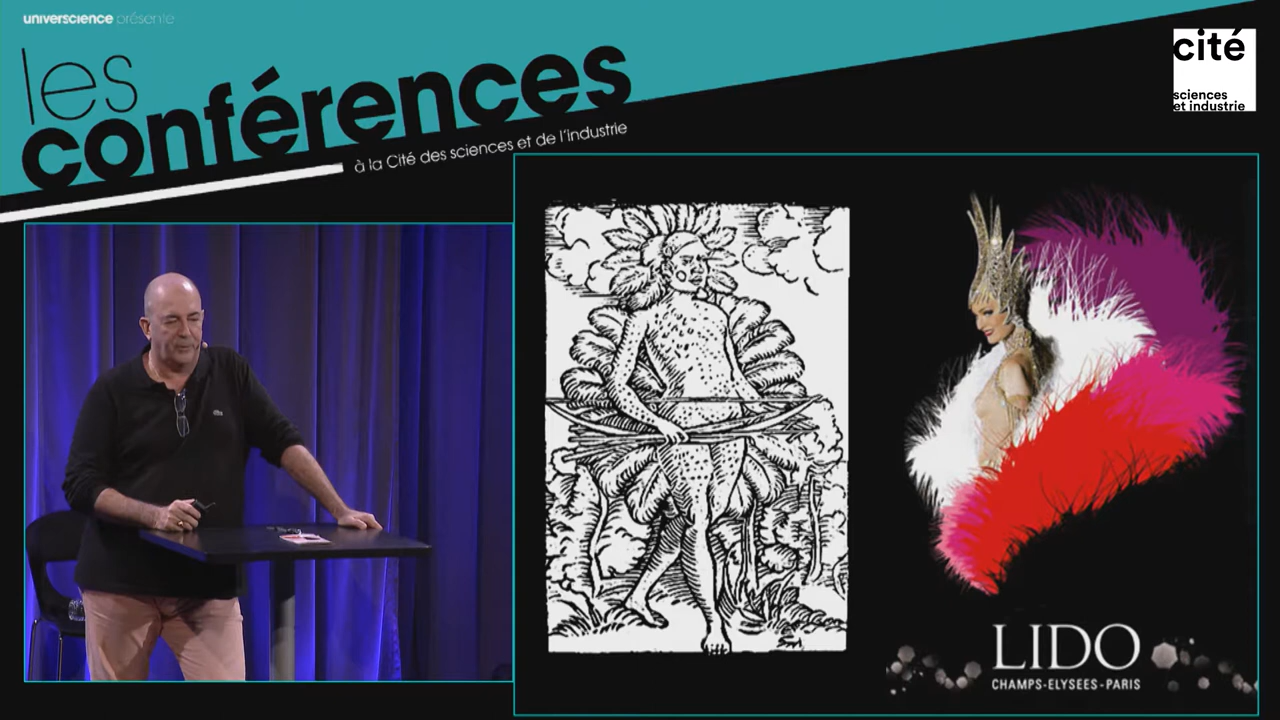 universcience présente
les
conférences
à la Cité des sciences et de l'industrie
cité
sciences
et industrie
LIDO
CHAMPS-ELYSEES-PARIS